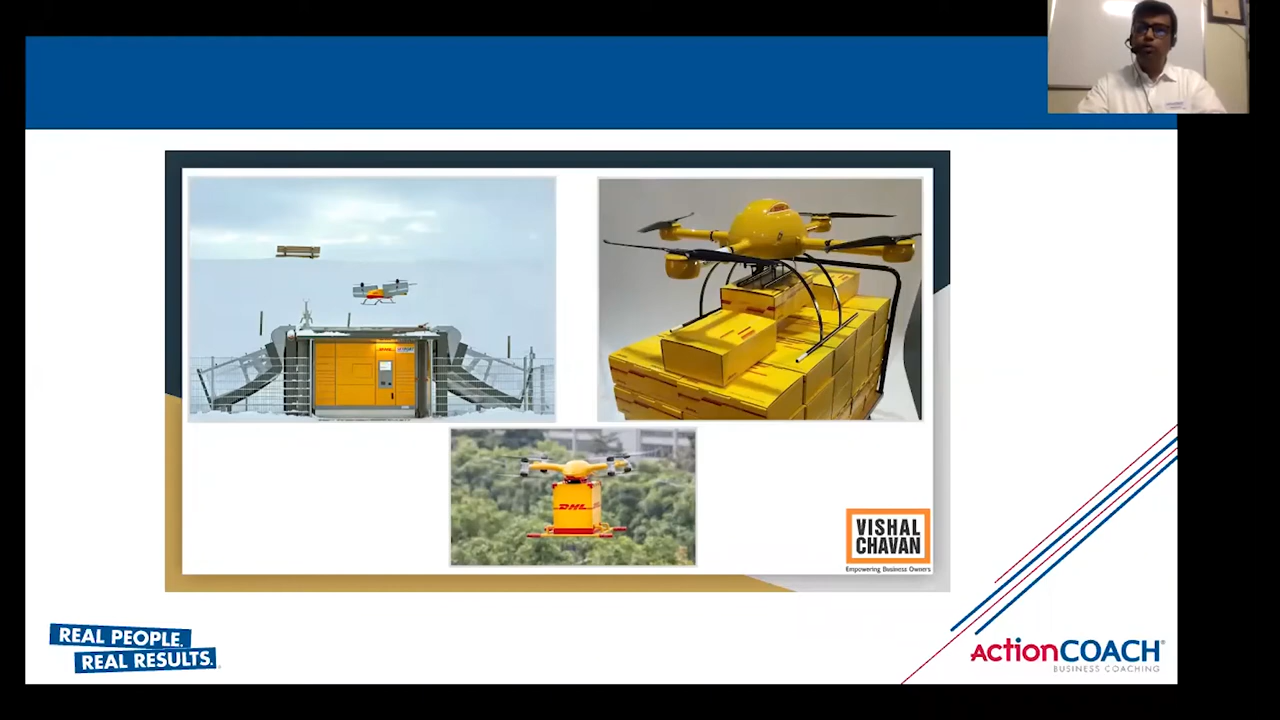 DHL
VISHAL
CHAVAN
Empowering Business Owners
REAL PEOPLE.
REAL RESULTS.
ActionCOACH®
BUSINESS COACHING